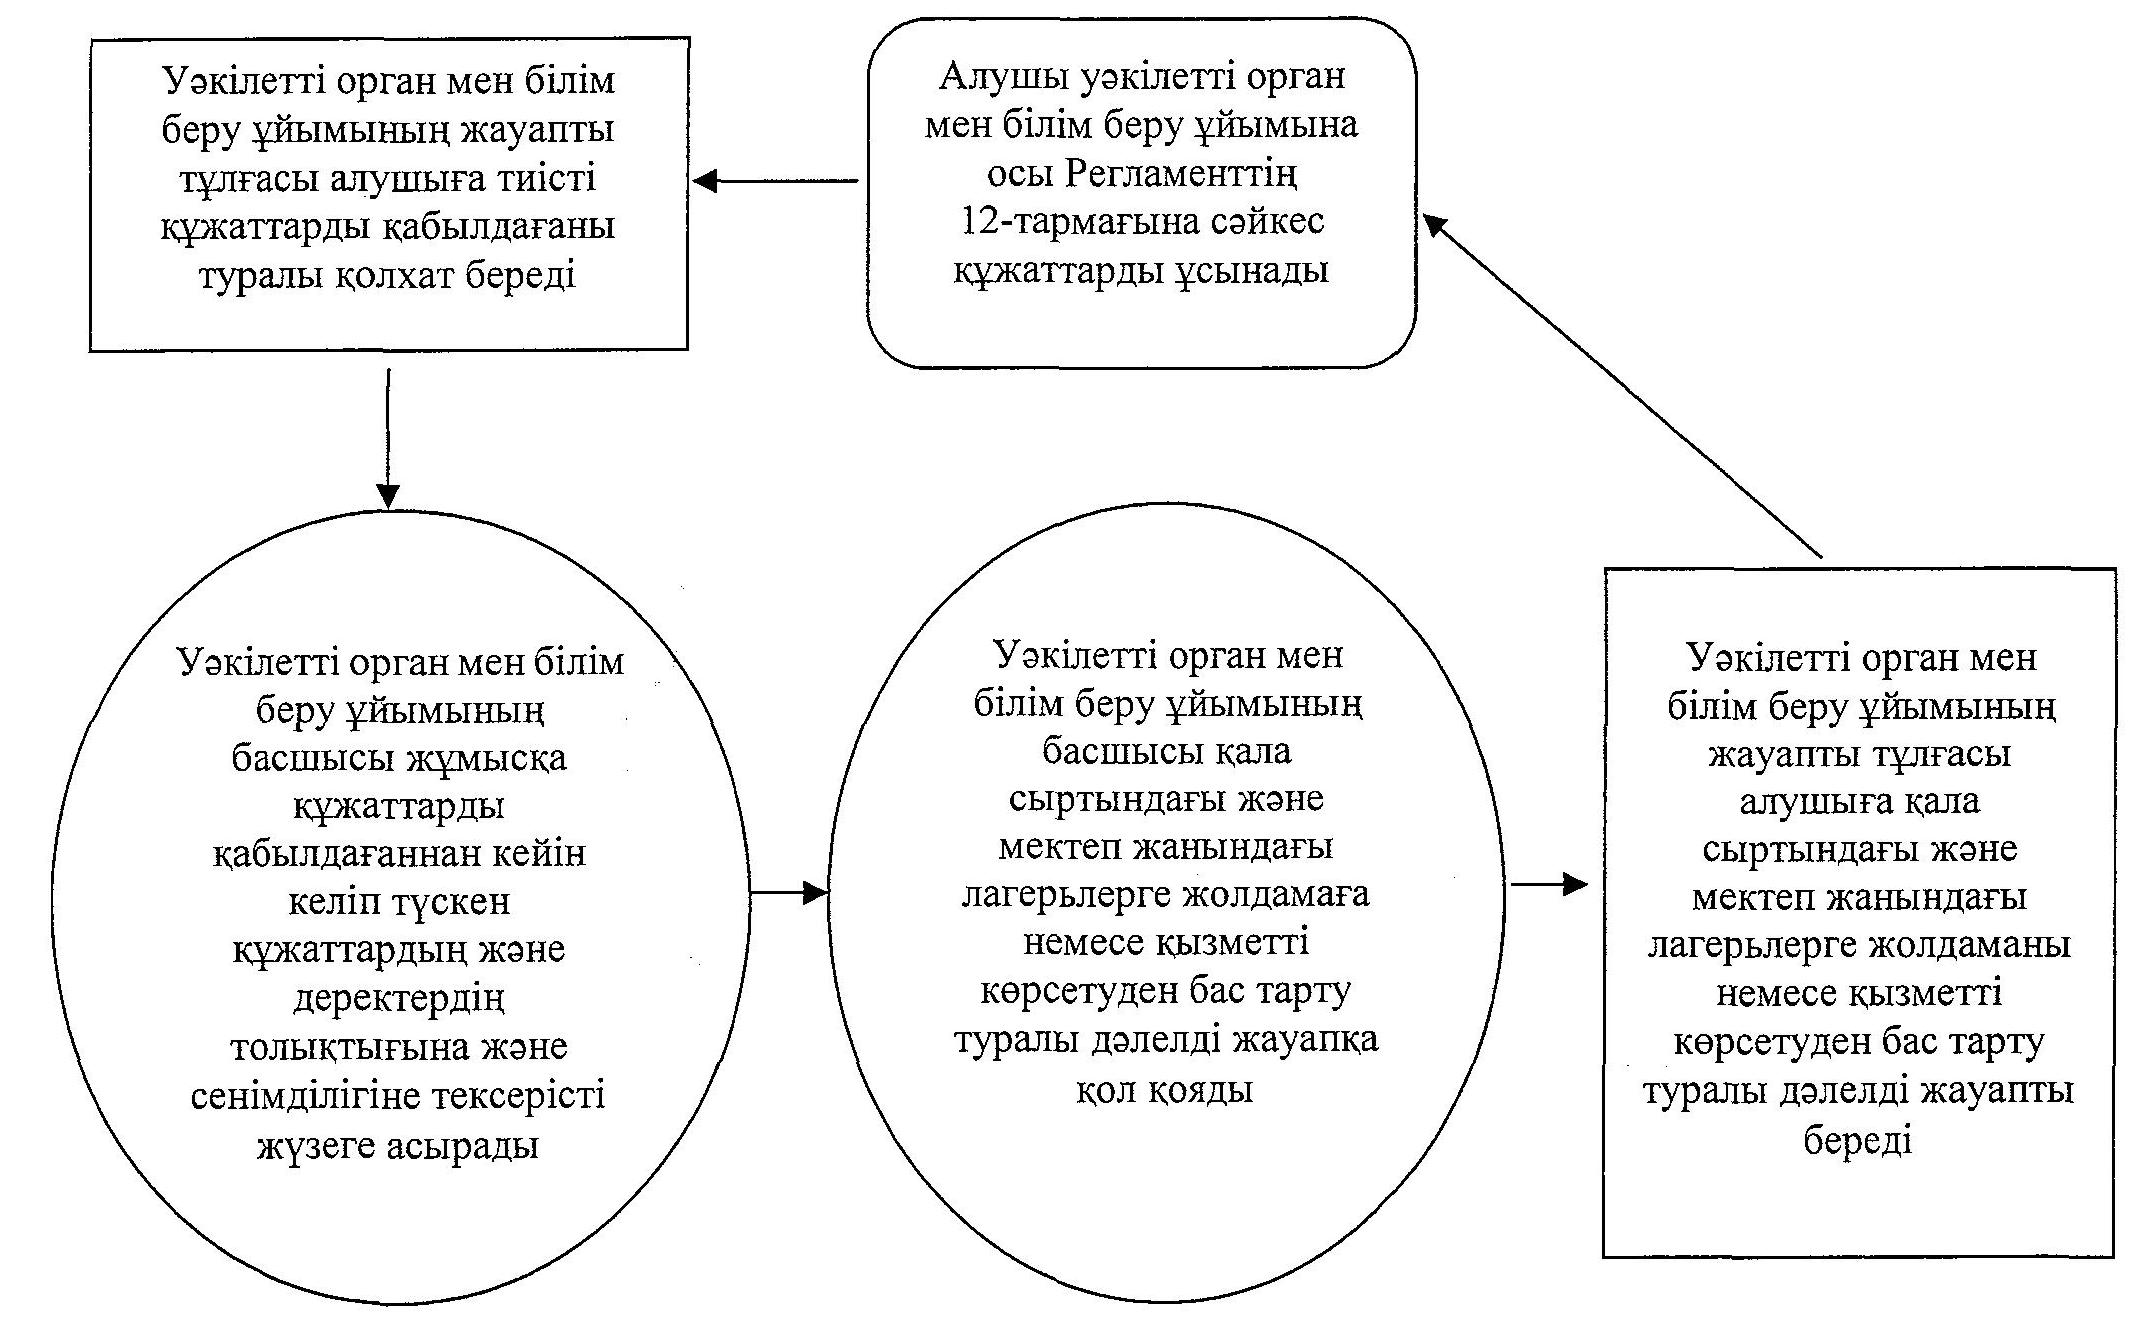 Уәкілетті орган мен білім
беру ұйымының жауапты
тұлғасы алушыға тиісті
құжаттарды қабылдағаны
туралы қолхат береді
Алушы уәкілетті орган
мен білім беру ұйымына
осы Регламенттің
12-тармағына сәйкес
құжаттарды ұсынады
Уәкілетті орган мен білім
беру ұйымының
басшысы жұмысқа
құжаттарды
қабылдағаннан кейін
келіп түскен
құжаттардың және
деректердің
толықтығына және
сенімділігіне тексерісті
жүзеге асырады
Уәкілетті орган мен
білім беру ұйымының
басшысы қала
сыртындағы және
мектеп жанындағы
лагерьлерге жолдамаға
немесе қызметті
көрсетуден бас тарту
туралы дәлелді жауапқа
қол қояды
Уәкілетті орган мен
білім беру ұйымының
жауапты тұлғасы
алушыға қала
сыртындағы және
мектеп жанындағы
лагерьлерге жолдаманы
немесе қызметті
көрсетуден бас тарту
туралы дәлелді жауапты
береді